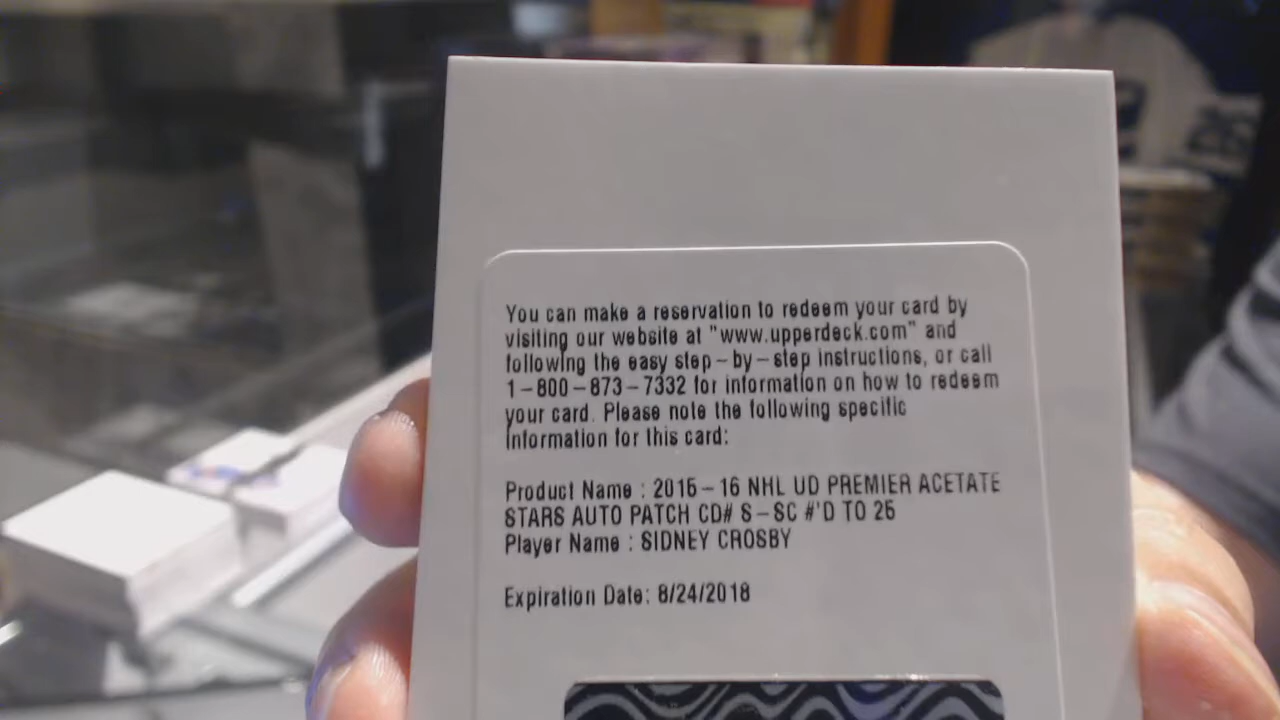 You can make a reservation to redeem your card by
visiting our website at "www.upperdeck.com" and
following the easy step-by-step instructions, or call
1-800-873-7332 for information on how to redeem
your card. Please note the following specific
information for this card:
Product Name : 2015-16 NHL UD PREMIER ACETATE
STARS AUTO PATCH CD# S-SC #'D TO 25
Player Name : SIDNEY CROSBY
Expiration Date: 8/24/2018